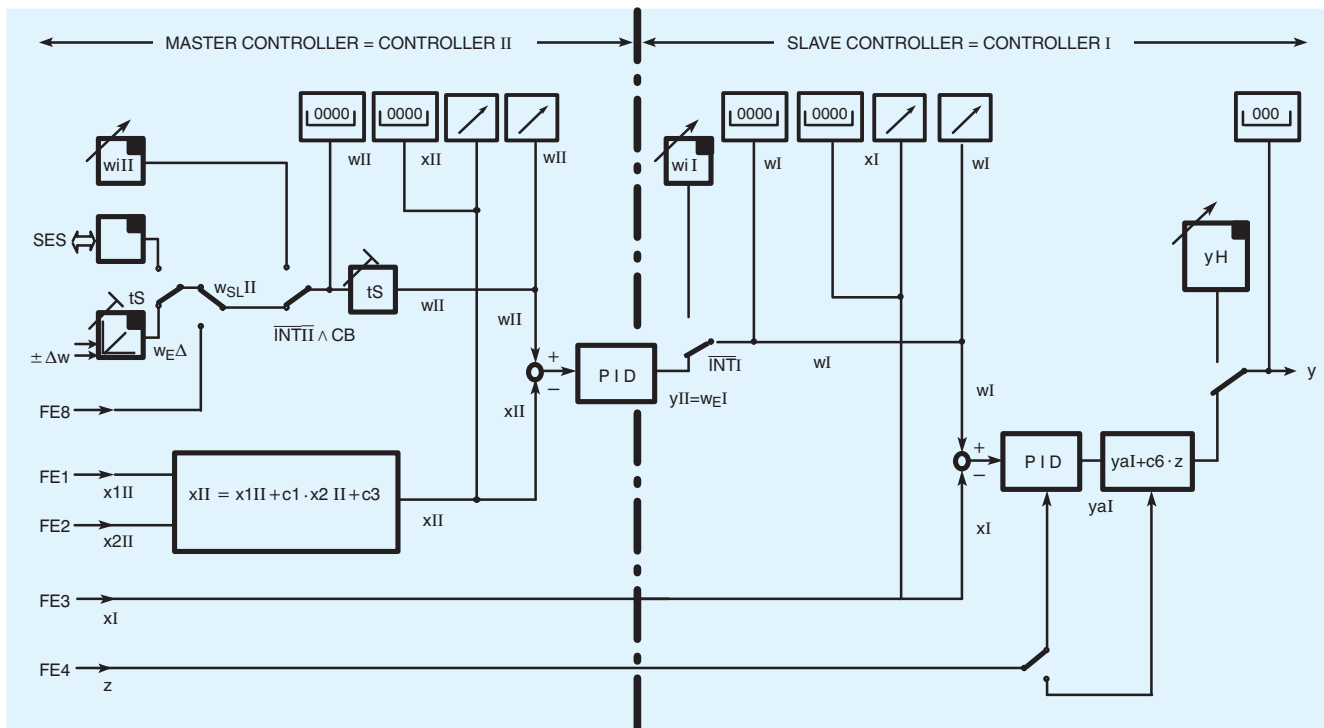 MASTER CONTROLLER = CONTROLLER II
SLAVE CONTROLLER = CONTROLLER I
0000
0000
0000
0000
000
wiII
wII
xII
wII
wi I
wI
xI
wI
SES
yH
tS
wSLII
tS
wII
wII
INTII ∧ CB
± Δw
wEΔ
+
−
PID
INTI
wI
wI
y
FE8
xII
yII=wEI
FE1
x1II
xII = x1II+c1·x2 II+c3
xII
+
−
PID
yaI+c6·z
yaI
FE2
x2II
xI
FE3
xI
FE4
z